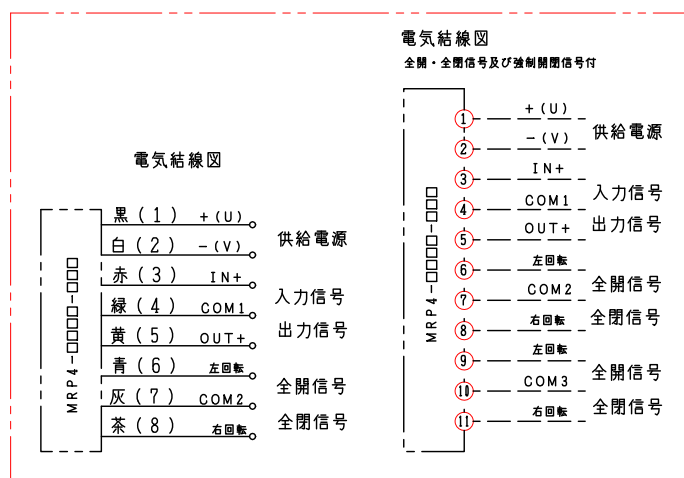 電気結線図
黒(1) +(U)
白(2) -(V)
供給電源
赤(3) IN+
緑(4) COM1
入力信号
黄(5) OUT+
出力信号
青(6) 左回転
灰(7) COM2
全開信号
茶(8) 右回転
全閉信号
MRP4-□□□□-□□□
電気結線図
全開・全閉信号及び強制開閉信号付
① +(U)
② -(V)
供給電源
③ IN+
④ COM1
入力信号
⑤ OUT+
出力信号
⑥ 左回転
⑦ COM2
全開信号
⑧ 右回転
全閉信号
⑨ 左回転
⑩ COM3
全開信号
⑪ 右回転
全閉信号
MRP4-□□□□-□□□